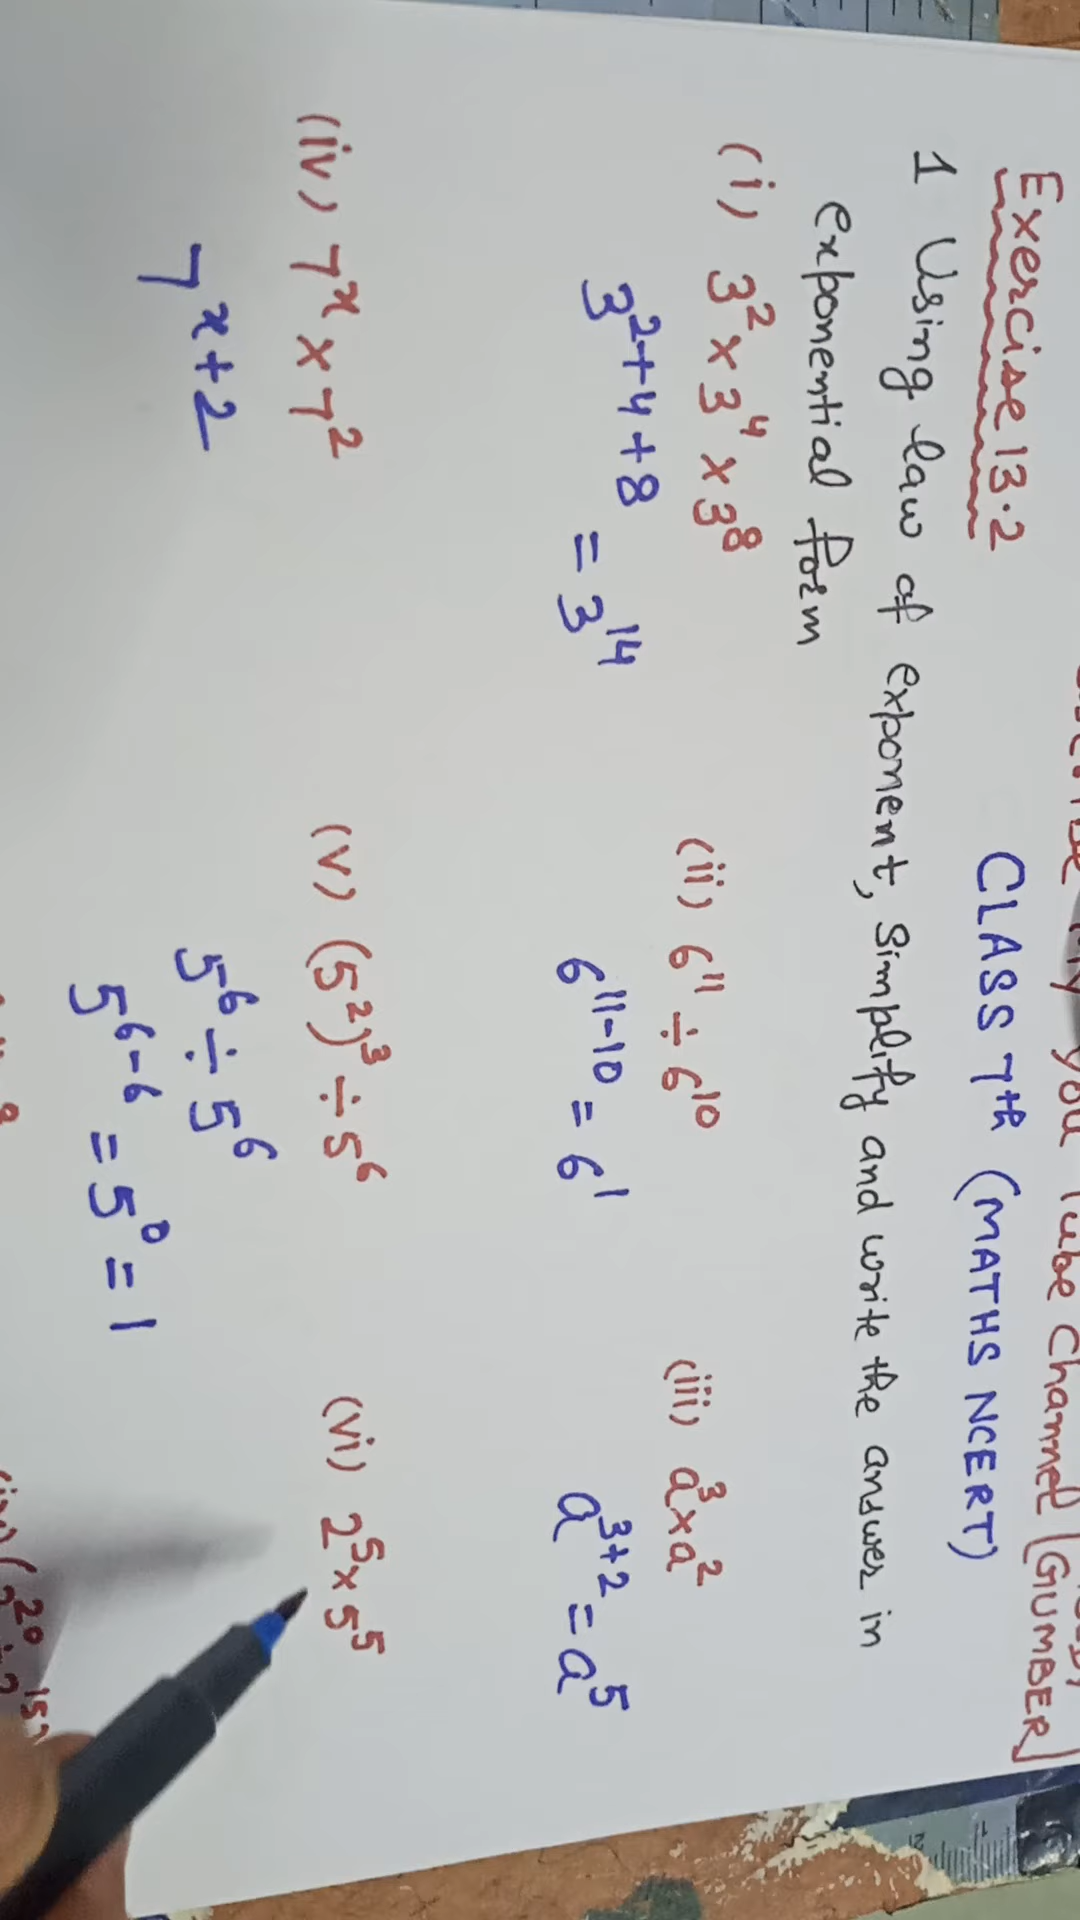 You Tube Channel (GUMBER)
Exercise 13.2 CLASS 7th (MATHS NCERT)
1 Using law of exponent, Simplify and write the answer in
exponential form
(i) 3² × 3⁴ × 3⁸ (ii) 6¹¹ ÷ 6¹⁰ (iii) a³ × a²
3²⁺⁴⁺⁸ = 3¹⁴ 6¹¹⁻¹⁰ = 6¹ a³⁺² = a⁵
(iv) 7ˣ × 7² (v) (5²)³ ÷ 5⁶ (vi) 2⁵ × 5⁵
7ˣ⁺² 5⁶ ÷ 5⁶
5⁶⁻⁶ = 5⁰ = 1